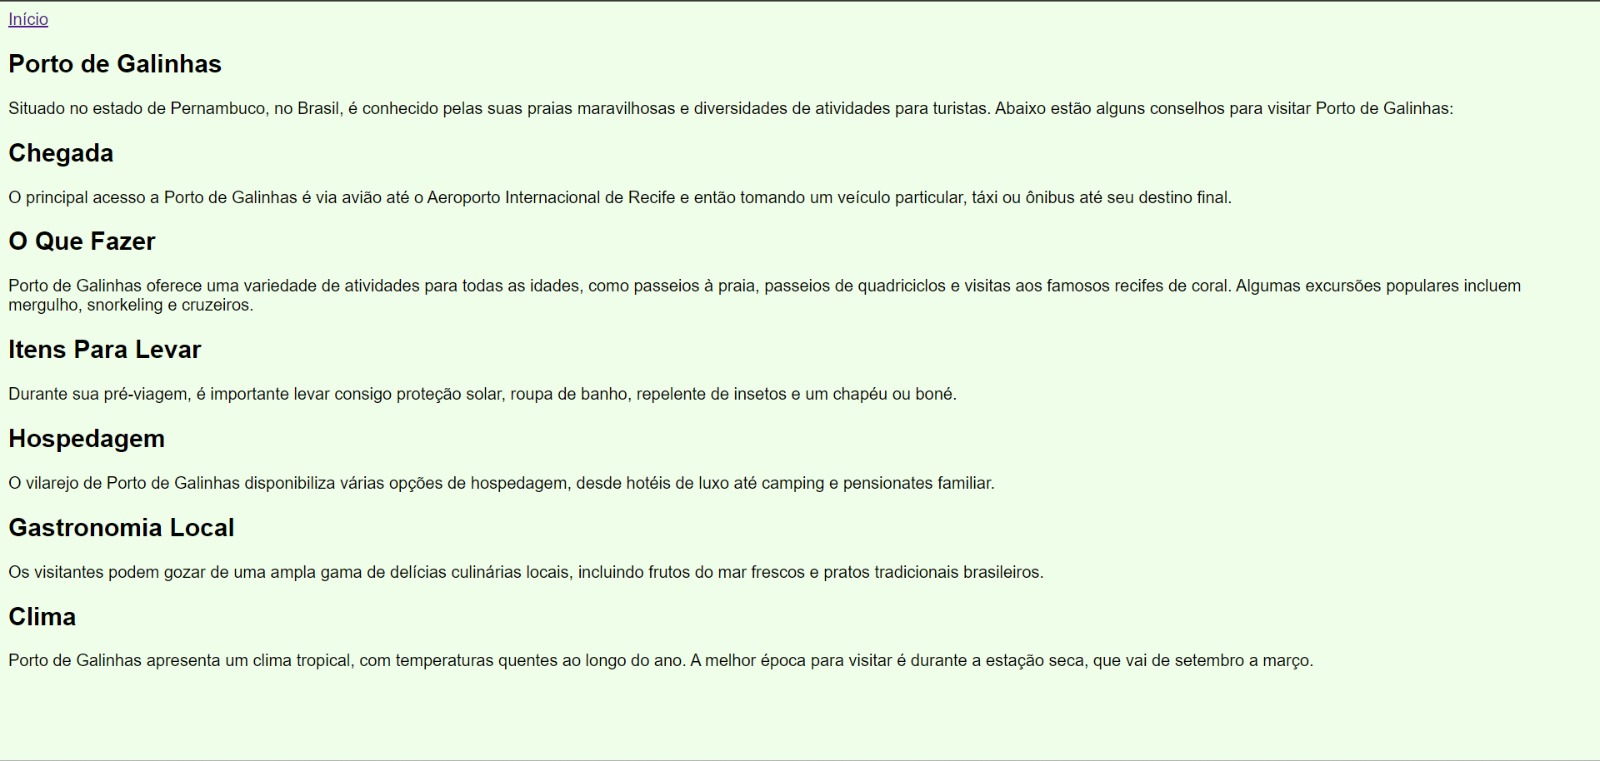 Início
Porto de Galinhas
Situado no estado de Pernambuco, no Brasil, é conhecido pelas suas praias maravilhosas e diversidades de atividades para turistas. Abaixo estão alguns conselhos para visitar Porto de Galinhas:
Chegada
O principal acesso a Porto de Galinhas é via avião até o Aeroporto Internacional de Recife e então tomando um veículo particular, táxi ou ônibus até seu destino final.
O Que Fazer
Porto de Galinhas oferece uma variedade de atividades para todas as idades, como passeios à praia, passeios de quadriciclos e visitas aos famosos recifes de coral. Algumas excursões populares incluem
mergulho, snorkeling e cruzeiros.
Itens Para Levar
Durante sua pré-viagem, é importante levar consigo proteção solar, roupa de banho, repelente de insetos e um chapéu ou boné.
Hospedagem
O vilarejo de Porto de Galinhas disponibiliza várias opções de hospedagem, desde hotéis de luxo até camping e pensionates familiar.
Gastronomia Local
Os visitantes podem gozar de uma ampla gama de delícias culinárias locais, incluindo frutos do mar frescos e pratos tradicionais brasileiros.
Clima
Porto de Galinhas apresenta um clima tropical, com temperaturas quentes ao longo do ano. A melhor época para visitar é durante a estação seca, que vai de setembro a março.